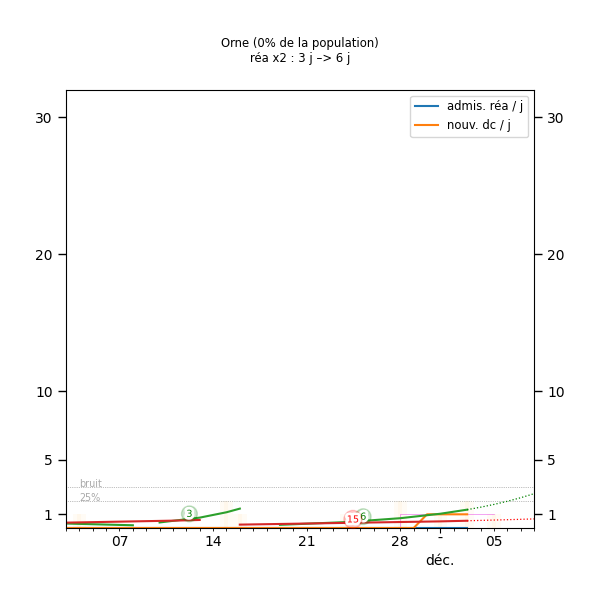 Orne (0% de la population)
réa x2 : 3 j –> 6 j
admis. réa / j
nouv. dc / j
30 30
20 20
10 10
5 5
bruit
25%
3 15 6
1 1
07 14 21 28 - 05
déc.